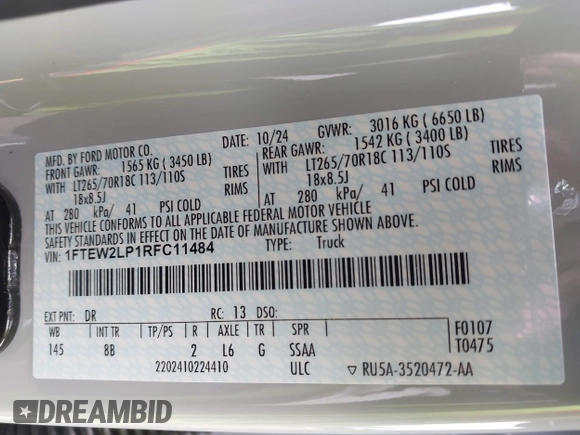 MFD. BY FORD MOTOR CO.
DATE: 10/24 GVWR: 3016 KG ( 6650 LB)
FRONT GAWR: 1565 KG ( 3450 LB)
REAR GAWR: 1542 KG ( 3400 LB)
WITH LT265/70R18C 113/110S TIRES
WITH LT265/70R18C 113/110S TIRES
18x8.5J RIMS
18x8.5J RIMS
AT 280 kPa/ 41 PSI COLD
AT 280 kPa/ 41 PSI COLD
THIS VEHICLE CONFORMS TO ALL APPLICABLE FEDERAL MOTOR VEHICLE
SAFETY STANDARDS IN EFFECT ON THE DATE OF MANUFACTURE SHOWN ABOVE.
VIN: 1FTEW2LP1RFC11484 TYPE: Truck
EXT PNT: DR RC: 13 DSO:
WB INT TR TP/PS R AXLE TR SPR
145 8B 2 L6 G SSAA
F0107
T0475
2202410224410 ULC ▽ RU5A-3520472-AA
DREAMBID